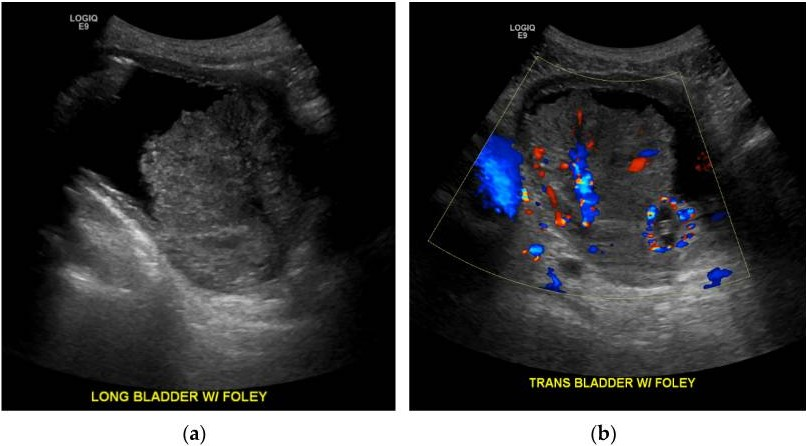 LOGIQ
E9
LONG BLADDER W/ FOLEY
(a)
LOGIQ
E9
TRANS BLADDER W/ FOLEY
(b)